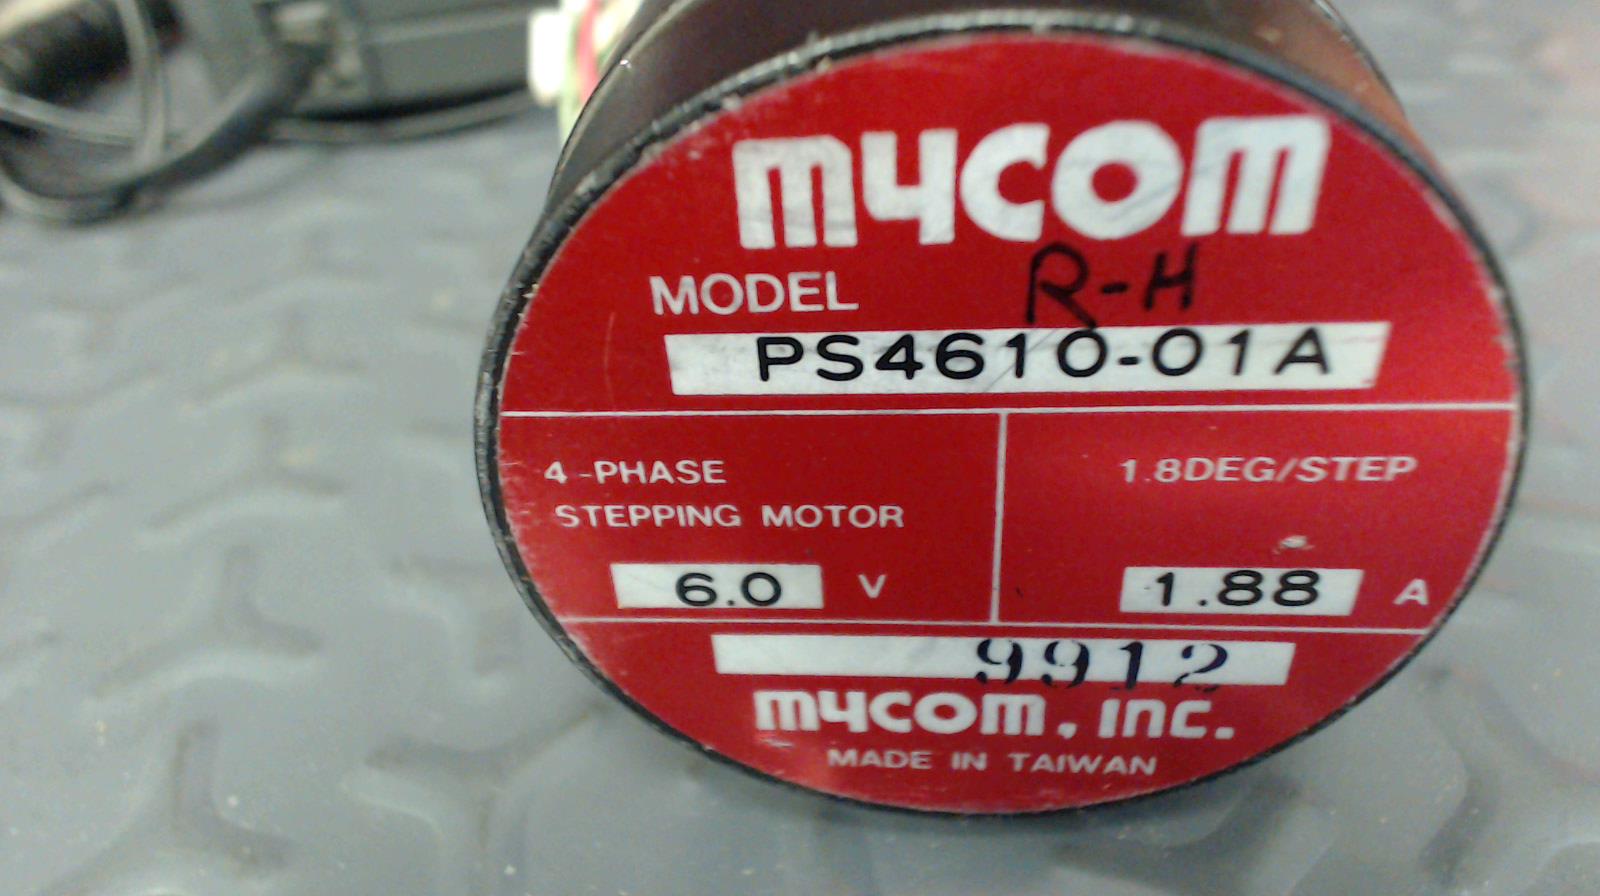 mycom
R-H
MODEL
PS4610-01A
4-PHASE
STEPPING MOTOR
1.8DEG/STEP
6.0 V
1.88 A
9912
mycom, inc.
MADE IN TAIWAN